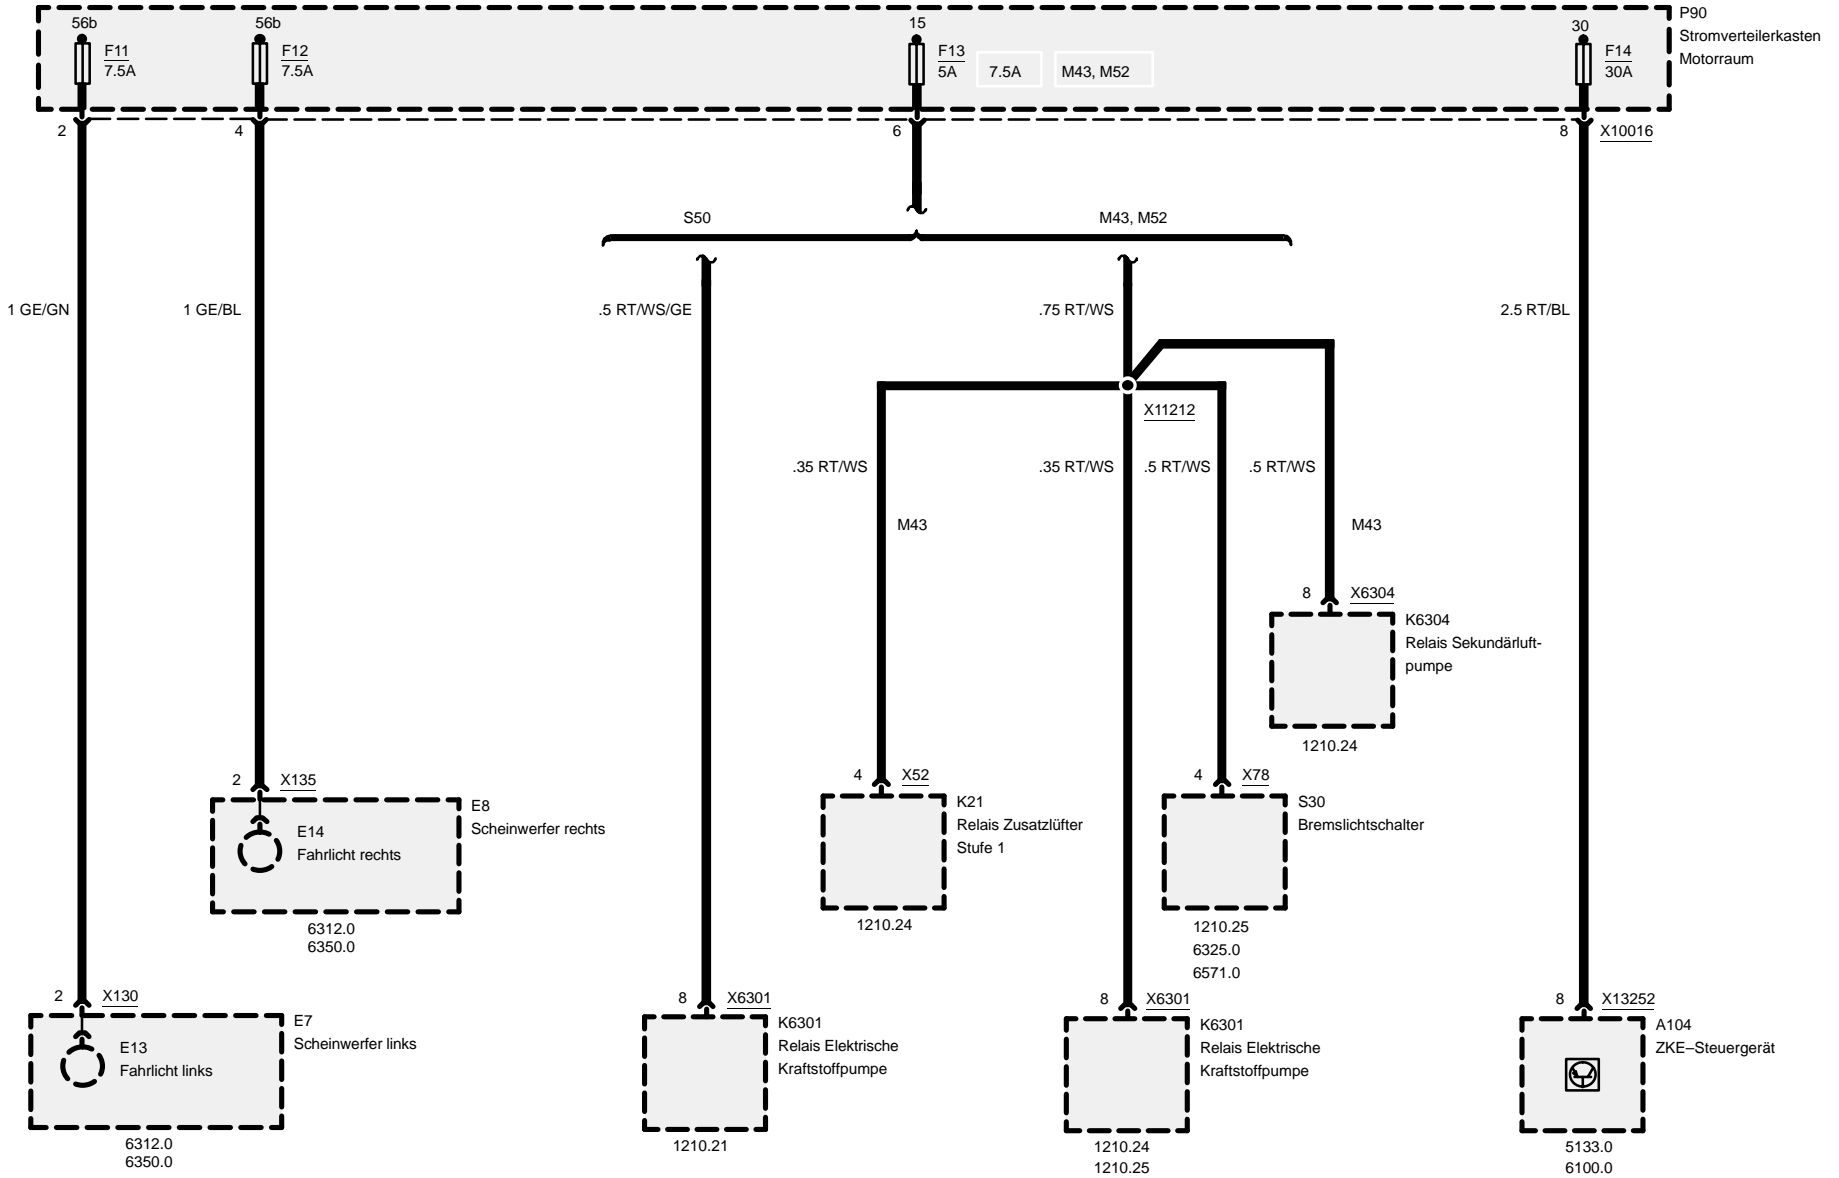 56b
56b
15
30
P90
Stromverteilerkasten
Motorraum
F11
7.5A
F12
7.5A
F13
5A
7.5A
M43, M52
F14
30A
2
4
6
8
X10016
S50
M43, M52
1 GE/GN
1 GE/BL
.5 RT/WS/GE
.75 RT/WS
2.5 RT/BL
X11212
.35 RT/WS
.35 RT/WS
.5 RT/WS
.5 RT/WS
M43
M43
8
X6304
K6304
Relais Sekundärluft-
pumpe
1210.24
2
X135
E8
Scheinwerfer rechts
E14
Fahrlicht rechts
6312.0
6350.0
4
X52
K21
Relais Zusatzlüfter
Stufe 1
1210.24
4
X78
S30
Bremslichtschalter
1210.25
6325.0
6571.0
2
X130
E7
Scheinwerfer links
E13
Fahrlicht links
6312.0
6350.0
8
X6301
K6301
Relais Elektrische
Kraftstoffpumpe
1210.21
8
X6301
K6301
Relais Elektrische
Kraftstoffpumpe
1210.24
1210.25
8
X13252
A104
ZKE–Steuergerät
5133.0
6100.0